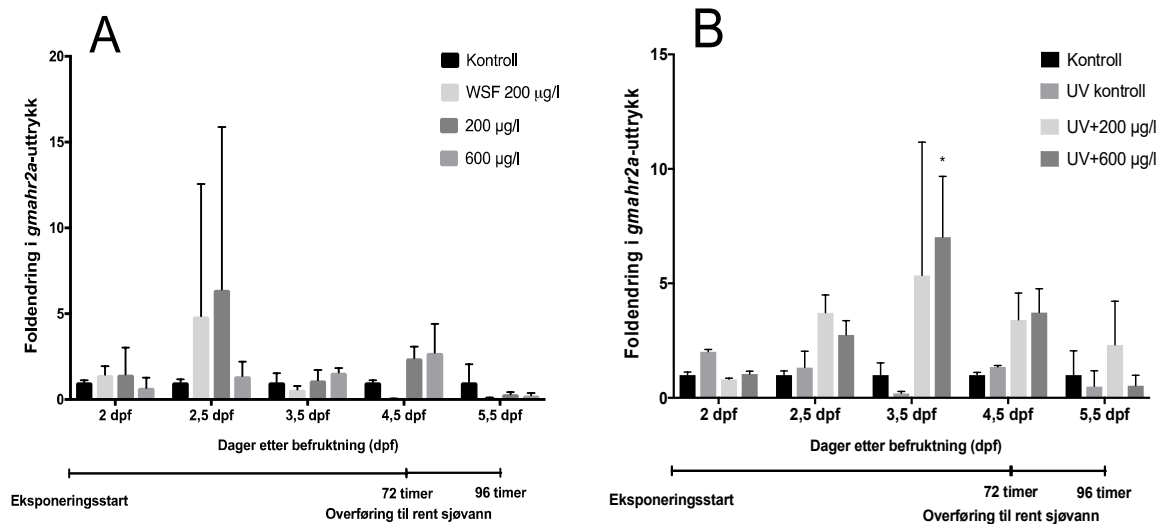 A
Foldendring i gmahr2a-uttrykk
20
15
10
5
0
Kontroll
WSF 200 µg/l
200 µg/l
600 µg/l
2 dpf
2,5 dpf
3,5 dpf
4,5 dpf
5,5 dpf
Dager etter befruktning (dpf)
Eksponeringsstart
72 timer
96 timer
Overføring til rent sjøvann
B
Foldendring i gmahr2a-uttrykk
15
10
5
0
Kontroll
UV kontroll
UV+200 µg/l
UV+600 µg/l
*
2 dpf
2,5 dpf
3,5 dpf
4,5 dpf
5,5 dpf
Dager etter befruktning (dpf)
Eksponeringsstart
72 timer
96 timer
Overføring til rent sjøvann